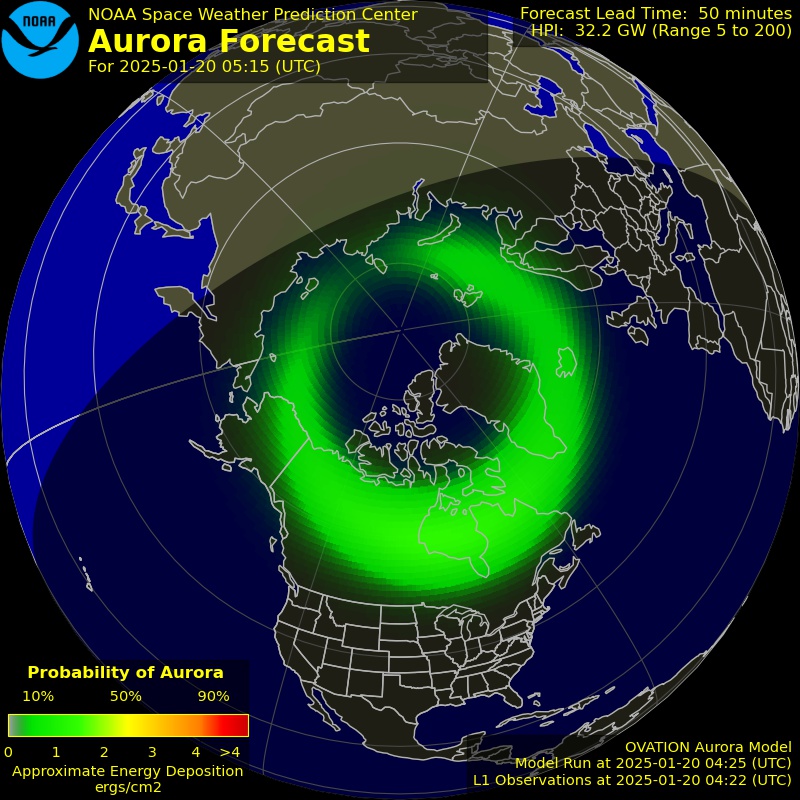 NOAA
NOAA Space Weather Prediction Center
Aurora Forecast
For 2025-01-20 05:15 (UTC)
Forecast Lead Time: 50 minutes
HPI: 32.2 GW (Range 5 to 200)
Probability of Aurora
10% 50% 90%
0 1 2 3 4 >4
Approximate Energy Deposition
ergs/cm2
OVATION Aurora Model
Model Run at 2025-01-20 04:25 (UTC)
L1 Observations at 2025-01-20 04:22 (UTC)